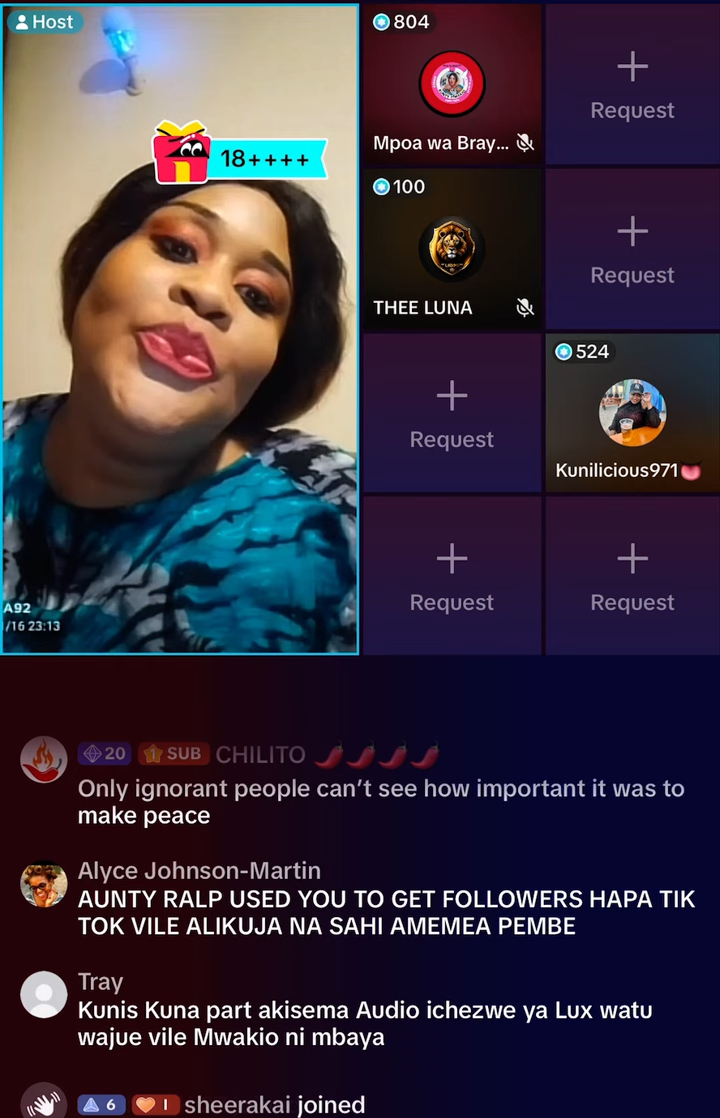 Host
18++++
A92
/16 23:13
804
Mpoa wa Bray...
Request
100
THEE LUNA
Request
Request
524
Kunilicious971👅
Request
Request
20 SUB CHILITO 🌶️🌶️🌶️🌶️
Only ignorant people can't see how important it was to
make peace
Alyce Johnson-Martin
AUNTY RALP USED YOU TO GET FOLLOWERS HAPA TIK
TOK VILE ALIKUJA NA SAHI AMEMEA PEMBE
Tray
Kunis Kuna part akisema Audio ichezwe ya Lux watu
wajue vile Mwakio ni mbaya
6 I sheerakai joined